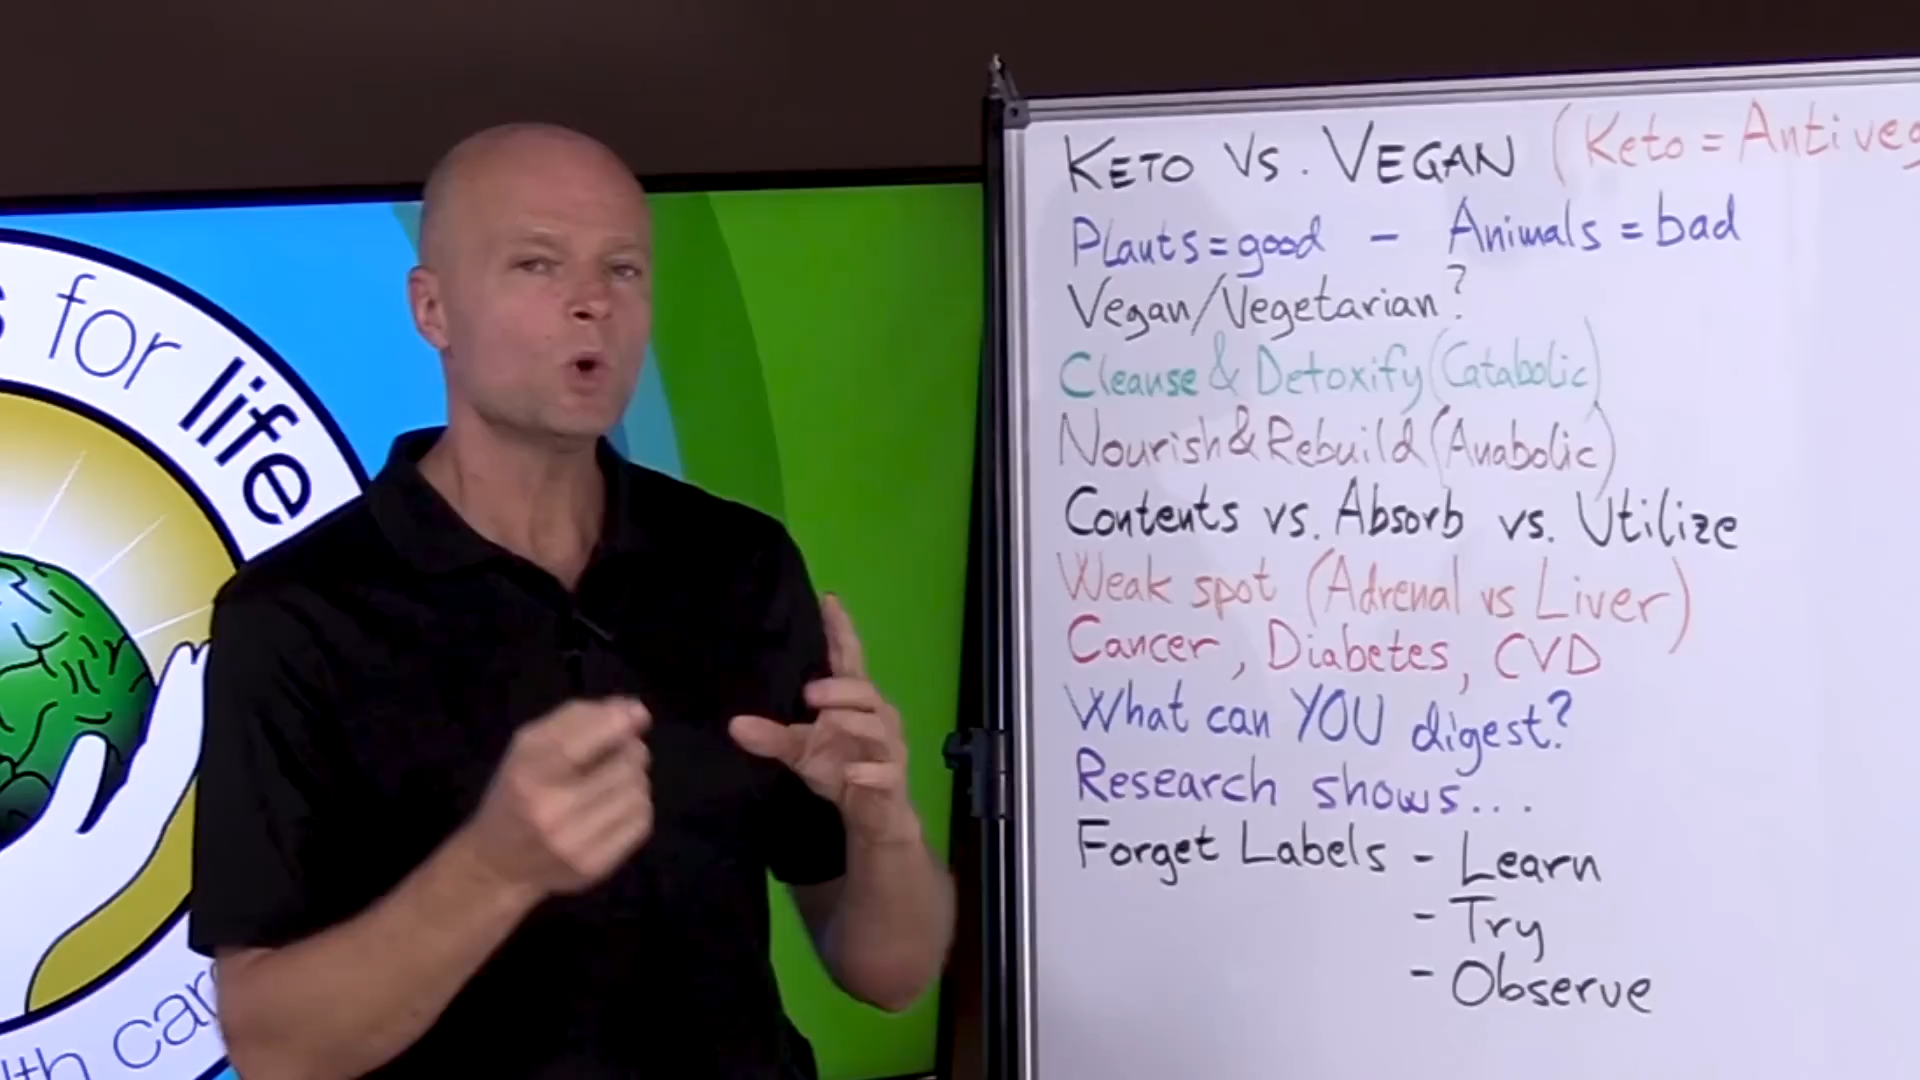 for life
KETO VS. VEGAN (Keto = Antiveg
Plants = good - Animals = bad
Vegan/Vegetarian?
Cleanse & Detoxify (Catabolic)
Nourish & Rebuild (Anabolic)
Contents vs. Absorb vs. Utilize
Weak spot (Adrenal vs Liver)
Cancer, Diabetes, CVD
What can YOU digest?
Research shows...
Forget Labels - Learn
- Try
- Observe